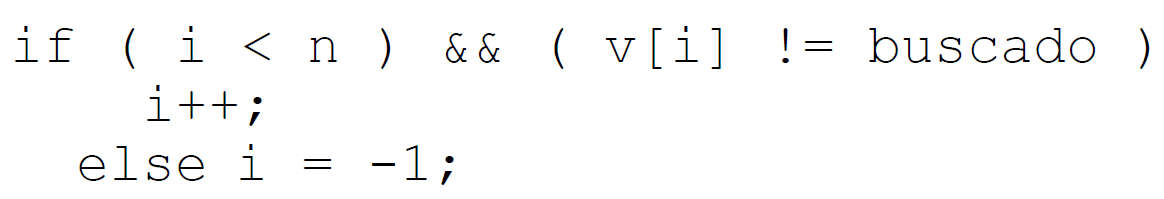 if ( i < n ) && ( v[i] != buscado )
i++;
else i = -1;